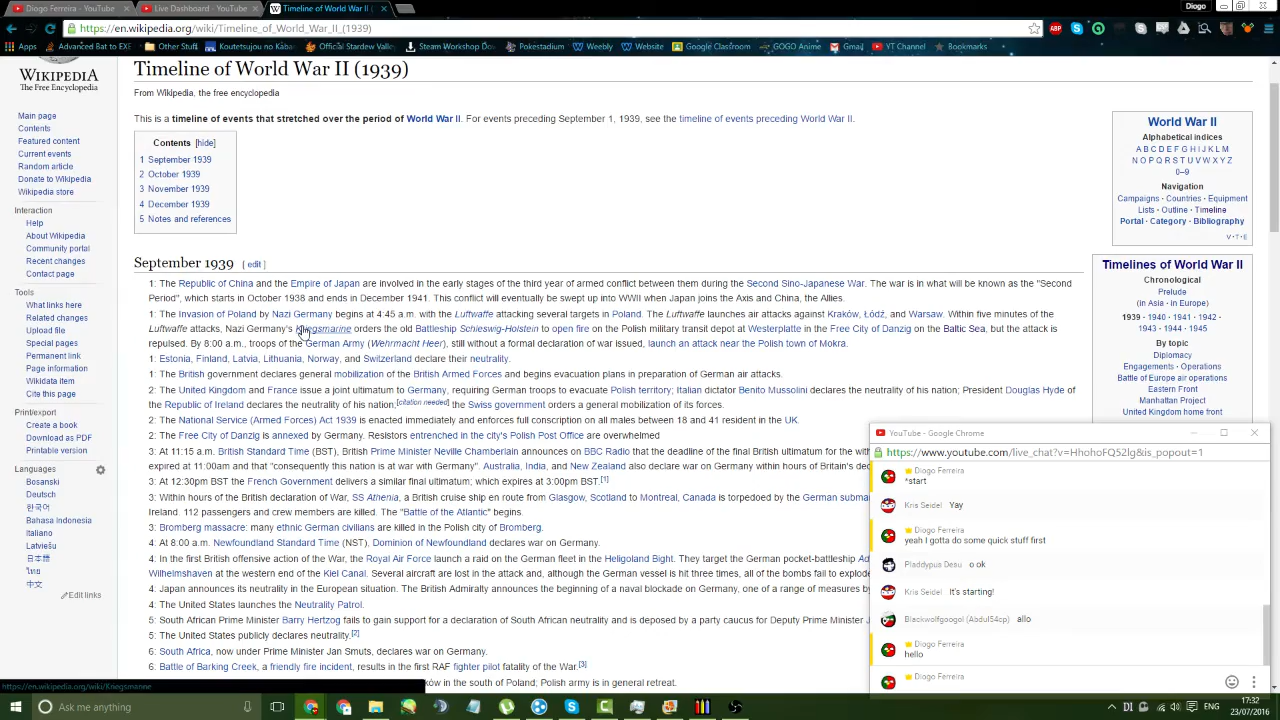 Diogo Ferreira - YouTube
Live Dashboard - YouTube
Timeline of World War II (
Diogo
https://en.wikipedia.org/wiki/Timeline_of_World_War_II_(1939)
Apps
Advanced Bat to EXE
Other Stuff
Koutetsujou no Kaban
Official Stardew Valley
Steam Workshop Do
Pokestadium
Weebly
Website
Google Classroom
GOGO Anime
Gmail
YT Channel
Bookmarks
WIKIPEDIA
The Free Encyclopedia
Main page
Contents
Featured content
Current events
Random article
Donate to Wikipedia
Wikipedia store
Interaction
Help
About Wikipedia
Community portal
Recent changes
Contact page
Tools
What links here
Related changes
Upload file
Special pages
Permanent link
Page information
Wikidata item
Cite this page
Print/export
Create a book
Download as PDF
Printable version
Languages
Bosanski
Deutsch
한국어
Bahasa Indonesia
Italiano
Latviešu
日本語
ไทย
中文
Edit links
Timeline of World War II (1939)
From Wikipedia, the free encyclopedia
This is a timeline of events that stretched over the period of World War II. For events preceding September 1, 1939, see the timeline of events preceding World War II.
Contents [hide]
1 September 1939
2 October 1939
3 November 1939
4 December 1939
5 Notes and references
September 1939 [ edit ]
1: The Republic of China and the Empire of Japan are involved in the early stages of the third year of armed conflict between them during the Second Sino-Japanese War. The war is in what will be known as the "Second
Period", which starts in October 1938 and ends in December 1941. This conflict will eventually be swept up into WWII when Japan joins the Axis and China, the Allies.
1: The Invasion of Poland by Nazi Germany begins at 4:45 a.m. with the Luftwaffe attacking several targets in Poland. The Luftwaffe launches air attacks against Kraków, Łódź, and Warsaw. Within five minutes of the
Luftwaffe attacks, Nazi Germany's Kriegsmarine orders the old Battleship Schleswig-Holstein to open fire on the Polish military transit depot at Westerplatte in the Free City of Danzig on the Baltic Sea, but the attack is
repulsed. By 8:00 a.m., troops of the German Army (Wehrmacht Heer), still without a formal declaration of war issued, launch an attack near the Polish town of Mokra.
1: Estonia, Finland, Latvia, Lithuania, Norway, and Switzerland declare their neutrality.
1: The British government declares general mobilization of the British Armed Forces and begins evacuation plans in preparation of German air attacks.
2: The United Kingdom and France issue a joint ultimatum to Germany, requiring German troops to evacuate Polish territory; Italian dictator Benito Mussolini declares the neutrality of his nation; President Douglas Hyde of
the Republic of Ireland declares the neutrality of his nation,[citation needed] the Swiss government orders a general mobilization of its forces.
2: The National Service (Armed Forces) Act 1939 is enacted immediately and enforces full conscription on all males between 18 and 41 resident in the UK.
2: The Free City of Danzig is annexed by Germany. Resistors entrenched in the city's Polish Post Office are overwhelmed
3: At 11:15 a.m. British Standard Time (BST), British Prime Minister Neville Chamberlain announces on BBC Radio that the deadline of the final British ultimatum for the with
expired at 11:00am and that "consequently this nation is at war with Germany". Australia, India, and New Zealand also declare war on Germany within hours of Britain's dec
3: At 12:30pm BST the French Government delivers a similar final ultimatum; which expires at 3:00pm BST.[1]
3: Within hours of the British declaration of War, SS Athenia, a British cruise ship en route from Glasgow, Scotland to Montreal, Canada is torpedoed by the German subma
Ireland. 112 passengers and crew members are killed. The "Battle of the Atlantic" begins.
3: Bromberg massacre: many ethnic German civilians are killed in the Polish city of Bromberg.
4: At 8:00 a.m. Newfoundland Standard Time (NST), Dominion of Newfoundland declares war on Germany.
4: In the first British offensive action of the War, the Royal Air Force launch a raid on the German fleet in the Heligoland Bight. They target the German pocket-battleship Ad
Wilhelmshaven at the western end of the Kiel Canal. Several aircraft are lost in the attack and, although the German vessel is hit three times, all of the bombs fail to explode
4: Japan announces its neutrality in the European situation. The British Admiralty announces the beginning of a naval blockade on Germany, one of a range of measures by
4: The United States launches the Neutrality Patrol.
5: South African Prime Minister Barry Hertzog fails to gain support for a declaration of South African neutrality and is deposed by a party caucus for Deputy Prime Minister J
5: The United States publicly declares neutrality.[2]
6: South Africa, now under Prime Minister Jan Smuts, declares war on Germany.
6: Battle of Barking Creek, a friendly fire incident, results in the first RAF fighter pilot fatality of the War.[3]
ków in the south of Poland; Polish army is in general retreat.
https://en.wikipedia.org/wiki/Kriegsmarine
World War II
Alphabetical indices
A B C D E F G H I J K L M
N O P Q R S T U V W X Y Z
0–9
Navigation
Campaigns · Countries · Equipment
Lists · Outline · Timeline
Portal · Category · Bibliography
V · T · E
Timelines of World War II
Chronological
Prelude
(in Asia · in Europe)
1939 · 1940 · 1941 · 1942
1943 · 1944 · 1945
By topic
Diplomacy
Engagements · Operations
Battle of Europe air operations
Eastern Front
Manhattan Project
United Kingdom home front
YouTube - Google Chrome
https://www.youtube.com/live_chat?v=HhohoFQ52lg&is_popout=1
Diogo Ferreira
*start
Kris Seidel Yay
Diogo Ferreira
yeah I gotta do some quick stuff first
Pladdypus Desu o ok
Kris Seidel It's starting!
Blackwolfgoogol (Abdul54cp) allo
Diogo Ferreira
hello
Diogo Ferreira
Ask me anything
ENG
17:32
23/07/2016